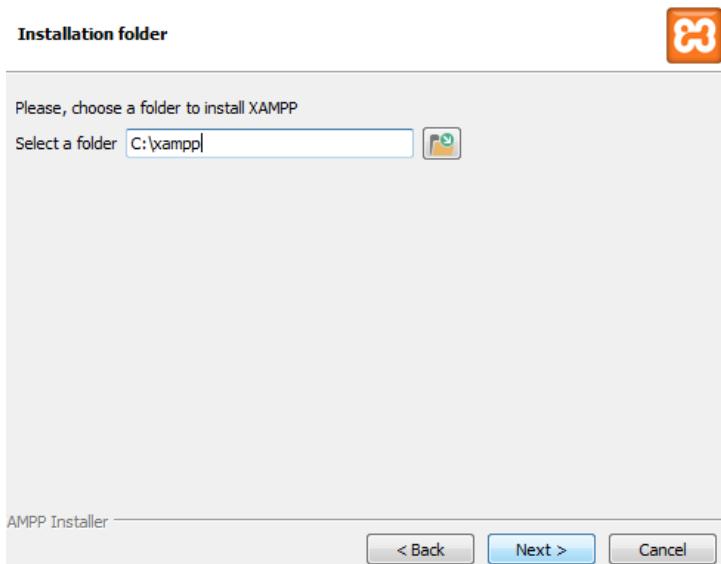 Installation folder
Please, choose a folder to install XAMPP
Select a folder C:\xampp
AMPP Installer
< Back Next > Cancel